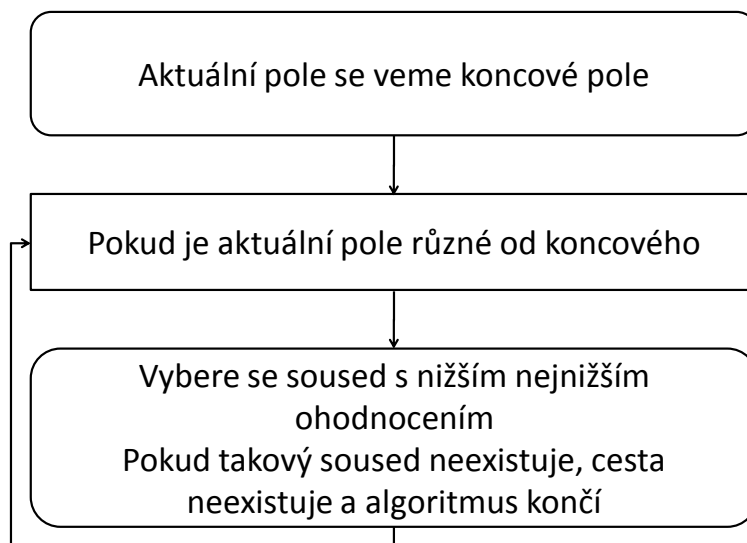 Aktuální pole se veme koncové pole
Pokud je aktuální pole různé od koncového
Vybere se soused s nižším nejnižším
ohodnocením
Pokud takový soused neexistuje, cesta
neexistuje a algoritmus končí